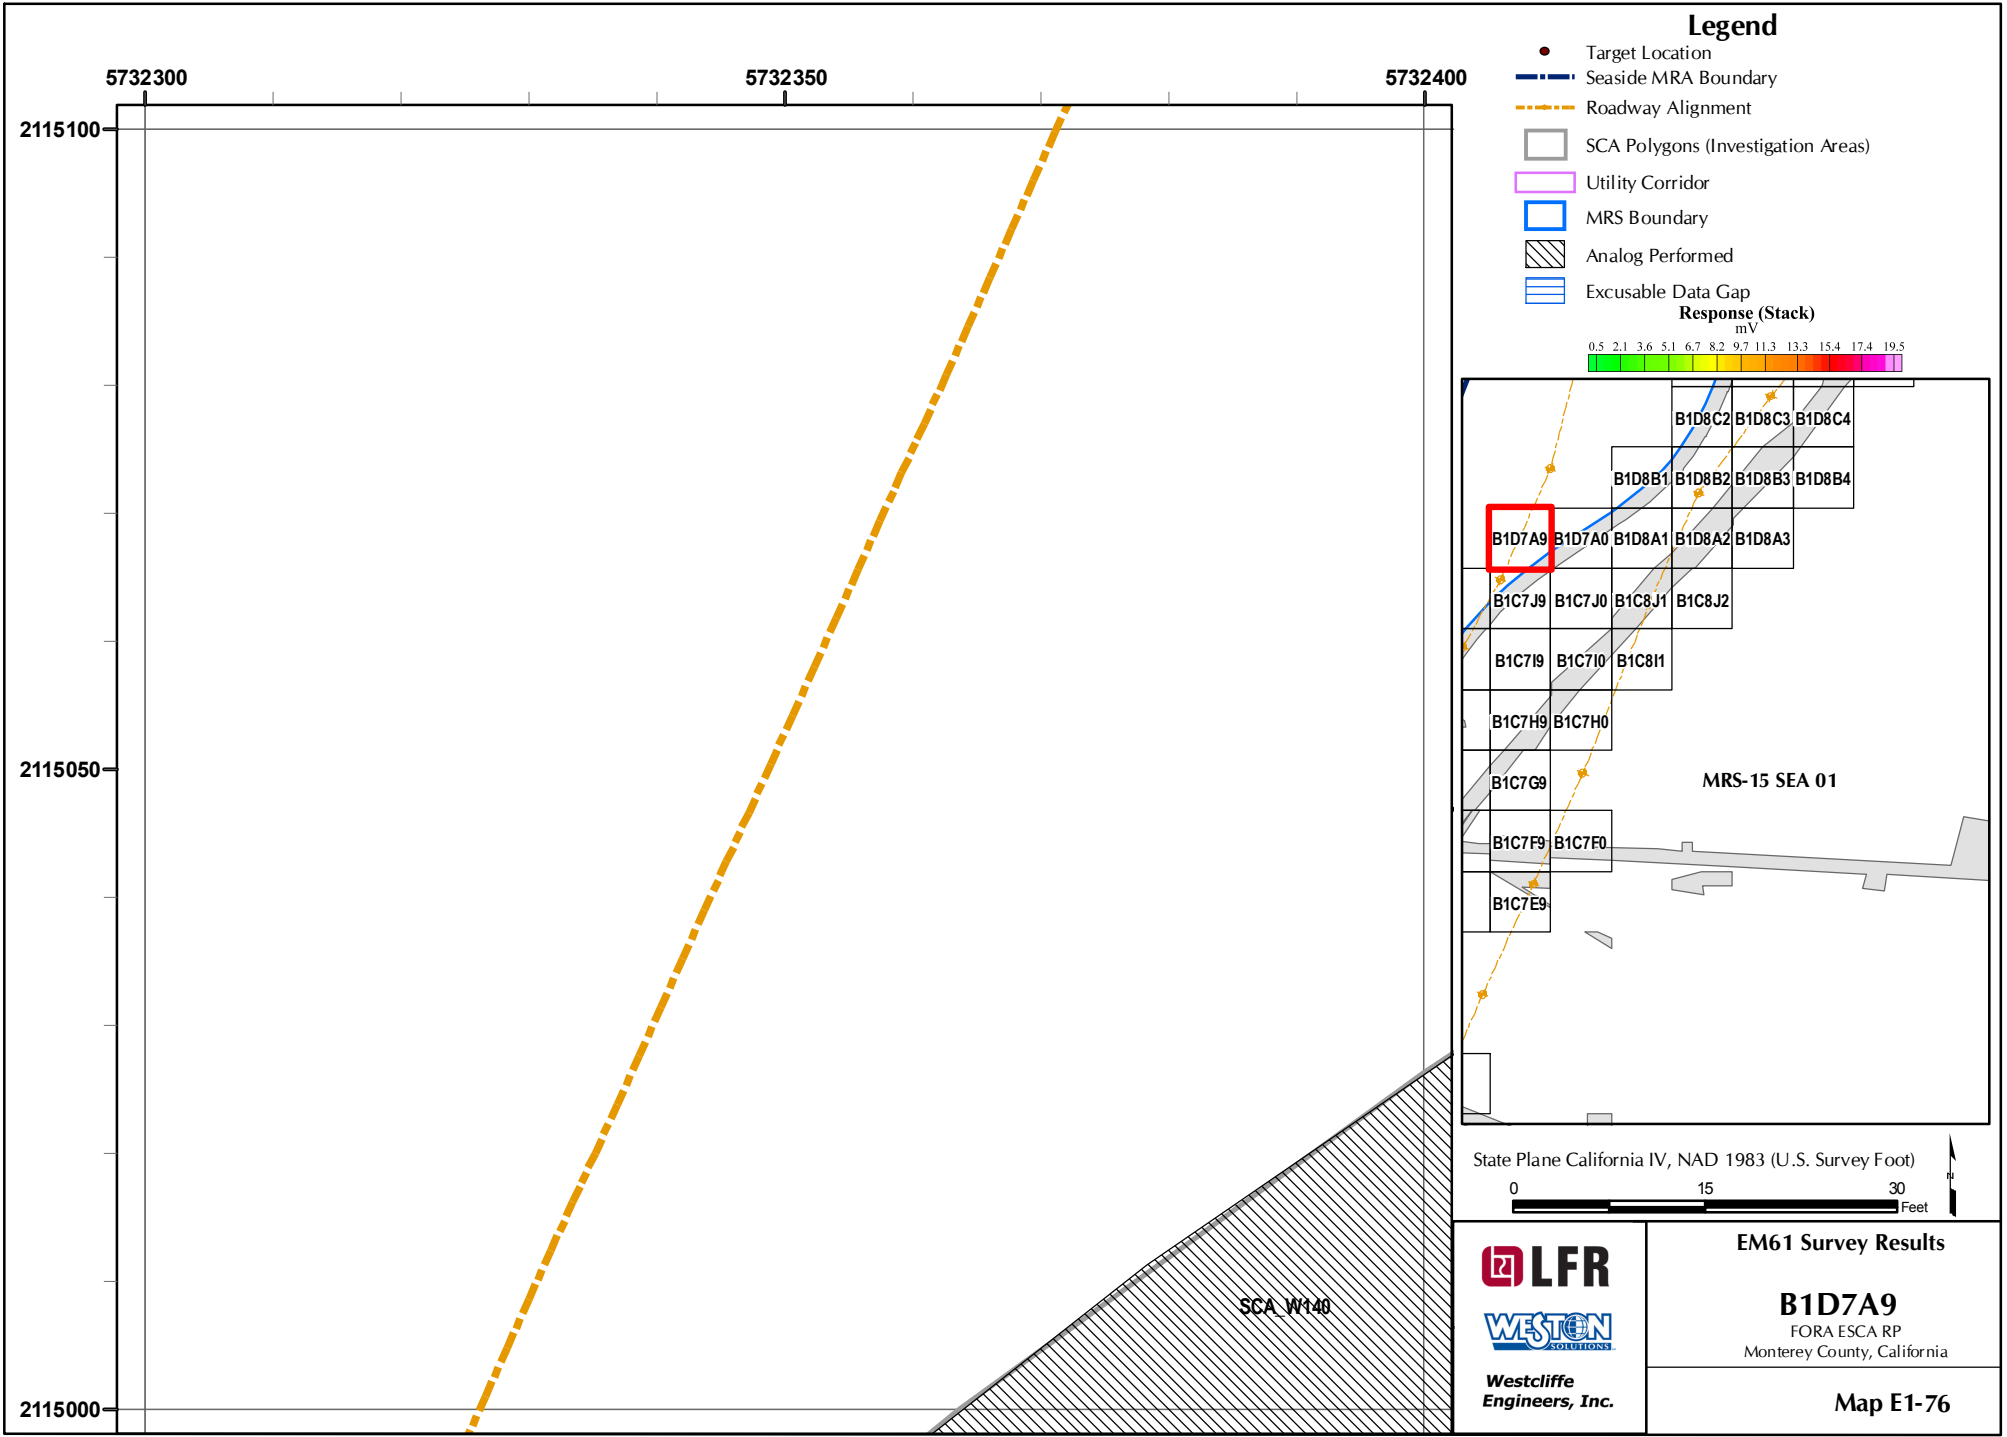 5732300
5732350
5732400
2115100
2115050
2115000
SCA_W140
Legend
Target Location
Seaside MRA Boundary
Roadway Alignment
SCA Polygons (Investigation Areas)
Utility Corridor
MRS Boundary
Analog Performed
Excusable Data Gap
Response (Stack)
mV
0.5 2.1 3.6 5.1 6.7 8.2 9.7 11.3 13.3 15.4 17.4 19.5
B1D8C2 B1D8C3 B1D8C4
B1D8B1 B1D8B2 B1D8B3 B1D8B4
B1D7A9 B1D7A0 B1D8A1 B1D8A2 B1D8A3
B1C7J9 B1C7J0 B1C8J1 B1C8J2
B1C7I9 B1C7I0 B1C8I1
B1C7H9 B1C7H0
B1C7G9
MRS-15 SEA 01
B1C7F9 B1C7F0
B1C7E9
State Plane California IV, NAD 1983 (U.S. Survey Foot)
0 15 30
Feet
N
LFR
WESTON
SOLUTIONS
Westcliffe
Engineers, Inc.
EM61 Survey Results
B1D7A9
FORA ESCA RP
Monterey County, California
Map E1-76